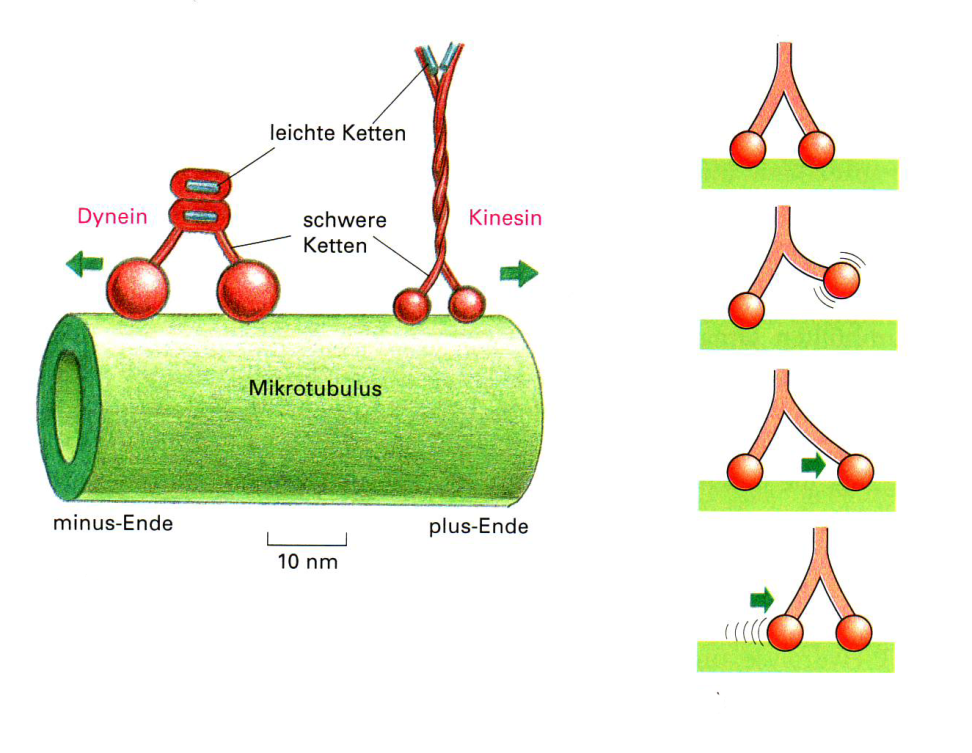 leichte Ketten
Dynein
schwere
Ketten
Kinesin
Mikrotubulus
minus-Ende
plus-Ende
10 nm